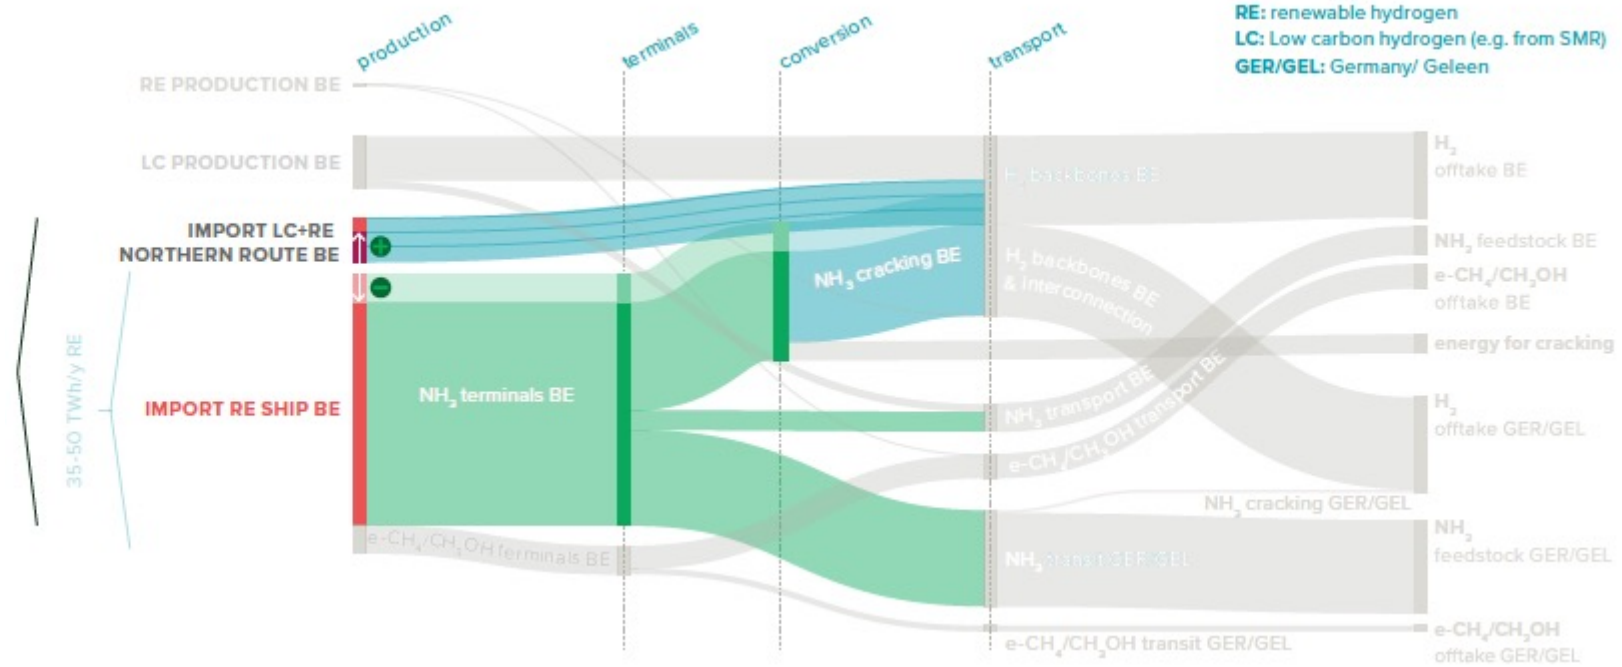 RE: renewable hydrogen
LC: Low carbon hydrogen (e.g. from SMR)
GER/GEL: Germany/ Geleen
production
terminals
conversion
transport
RE PRODUCTION BE
LC PRODUCTION BE
IMPORT LC+RE
NORTHERN ROUTE BE
IMPORT RE SHIP BE
35-50 TWh/y RE
NH₃ terminals BE
e-CH₄/CH₃OH terminals BE
NH₃ cracking BE
H₂ backbones BE
H₂ backbones BE
& interconnection
NH₃ transport BE
e-CH₄/CH₃OH transport BE
NH₃ transit GER/GEL
NH₃ cracking GER/GEL
e-CH₄/CH₃OH transit GER/GEL
H₂
offtake BE
NH₃ feedstock BE
e-CH₄/CH₃OH
offtake BE
energy for cracking
H₂
offtake GER/GEL
NH₃
feedstock GER/GEL
e-CH₄/CH₃OH
offtake GER/GEL